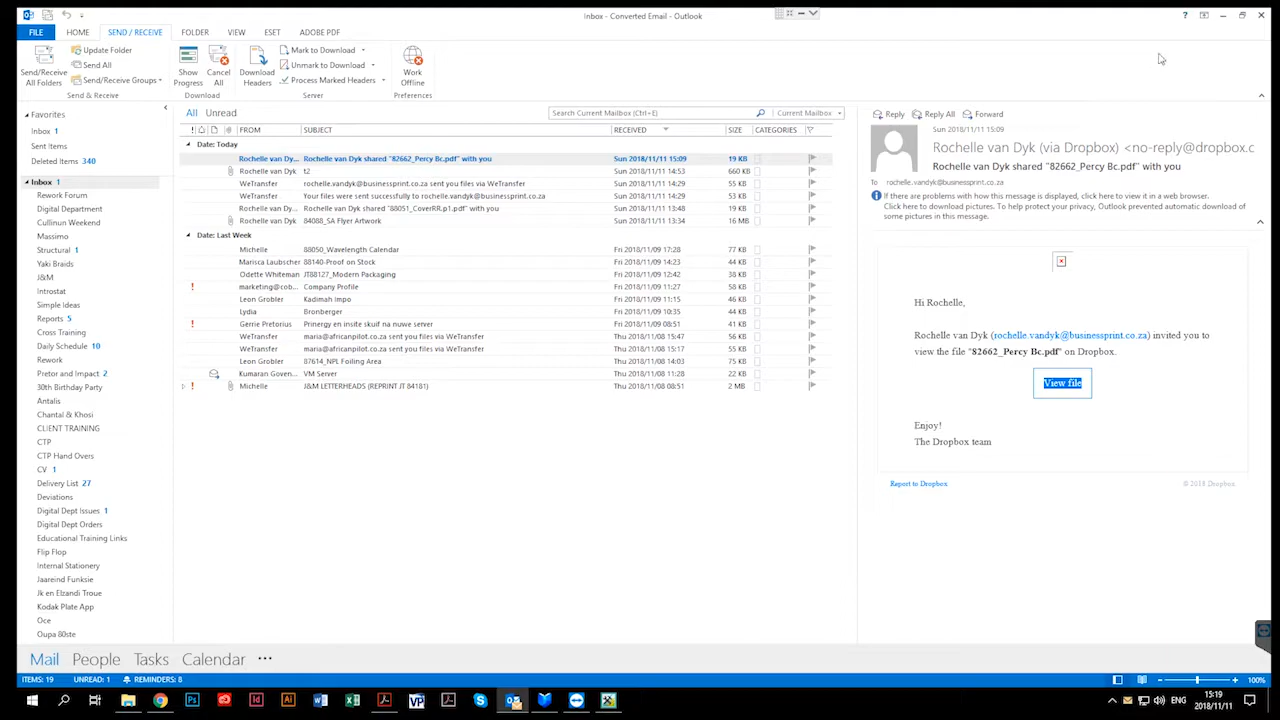 Inbox - Converted Email - Outlook
FILE HOME SEND / RECEIVE FOLDER VIEW ESET ADOBE PDF
Send/Receive All Folders
Update Folder
Send All
Send/Receive Groups
Send & Receive
Show Progress
Cancel All
Download
Download Headers
Mark to Download
Unmark to Download
Process Marked Headers
Server
Work Offline
Preferences
Favorites
Inbox 1
Sent Items
Deleted Items 340
Inbox 1
Rework Forum
Digital Department
Cullinun Weekend
Massimo
Structural 1
Yaki Braids
J&M
Introstat
Simple Ideas
Reports 5
Cross Training
Daily Schedule 10
Rework
Pretor and Impact 2
30th Birthday Party
Antalis
Chantal & Khosi
CLIENT TRAINING
CTP
CTP Hand Overs
CV 1
Delivery List 27
Deviations
Digital Dept Issues 1
Digital Dept Orders
Educational Training Links
Flip Flop
Internal Stationery
Jaareind Funksie
Jk en Elzandi Troue
Kodak Plate App
Oce
Oupa 80ste
All Unread
Search Current Mailbox (Ctrl+E) Current Mailbox
! FROM SUBJECT RECEIVED SIZE CATEGORIES
Date: Today
Rochelle van Dy... Rochelle van Dyk shared "82662_Percy Bc.pdf" with you Sun 2018/11/11 15:09 19 KB
Rochelle van Dyk t2 Sun 2018/11/11 14:53 660 KB
WeTransfer rochelle.vandyk@businessprint.co.za sent you files via WeTransfer Sun 2018/11/11 14:29 55 KB
WeTransfer Your files were sent successfully to rochelle.vandyk@businessprint.co.za Sun 2018/11/11 14:29 53 KB
Rochelle van Dy... Rochelle van Dyk shared "88051_CoverRR.p1.pdf" with you Sun 2018/11/11 13:48 19 KB
Rochelle van Dyk 84088_SA Flyer Artwork Sun 2018/11/11 13:34 16 MB
Date: Last Week
Michelle 88050_Wavelength Calendar Fri 2018/11/09 17:28 77 KB
Marisca Laubscher 88140-Proof on Stock Fri 2018/11/09 14:23 44 KB
Odette Whiteman JT88127_Modern Packaging Fri 2018/11/09 12:42 38 KB
! marketing@cob... Company Profile Fri 2018/11/09 11:27 58 KB
Leon Grobler Kadimah Impo Fri 2018/11/09 11:15 46 KB
Lydia Bronberger Fri 2018/11/09 10:35 44 KB
! Gerrie Pretorius Prinergy en insite skuif na nuwe server Fri 2018/11/09 08:51 41 KB
WeTransfer maria@africanpilot.co.za sent you files via WeTransfer Thu 2018/11/08 15:47 56 KB
WeTransfer maria@africanpilot.co.za sent you files via WeTransfer Thu 2018/11/08 15:17 55 KB
Leon Grobler 87614_NPL Foiling Area Thu 2018/11/08 14:03 75 KB
Kumaran Goven... VM Server Thu 2018/11/08 11:28 22 KB
! Michelle J&M LETTERHEADS (REPRINT JT 84181) Thu 2018/11/08 08:51 2 MB
Reply Reply All Forward
Sun 2018/11/11 15:09
Rochelle van Dyk (via Dropbox) <no-reply@dropbox.c
Rochelle van Dyk shared "82662_Percy Bc.pdf" with you
To rochelle.vandyk@businessprint.co.za
If there are problems with how this message is displayed, click here to view it in a web browser.
Click here to download pictures. To help protect your privacy, Outlook prevented automatic download of
some pictures in this message.
Hi Rochelle,
Rochelle van Dyk (rochelle.vandyk@businessprint.co.za) invited you to
view the file "82662_Percy Bc.pdf" on Dropbox.
View file
Enjoy!
The Dropbox team
Report to Dropbox © 2018 Dropbox
Mail People Tasks Calendar ...
ITEMS: 19 UNREAD: 1 REMINDERS: 8 100%
ENG 15:19
2018/11/11